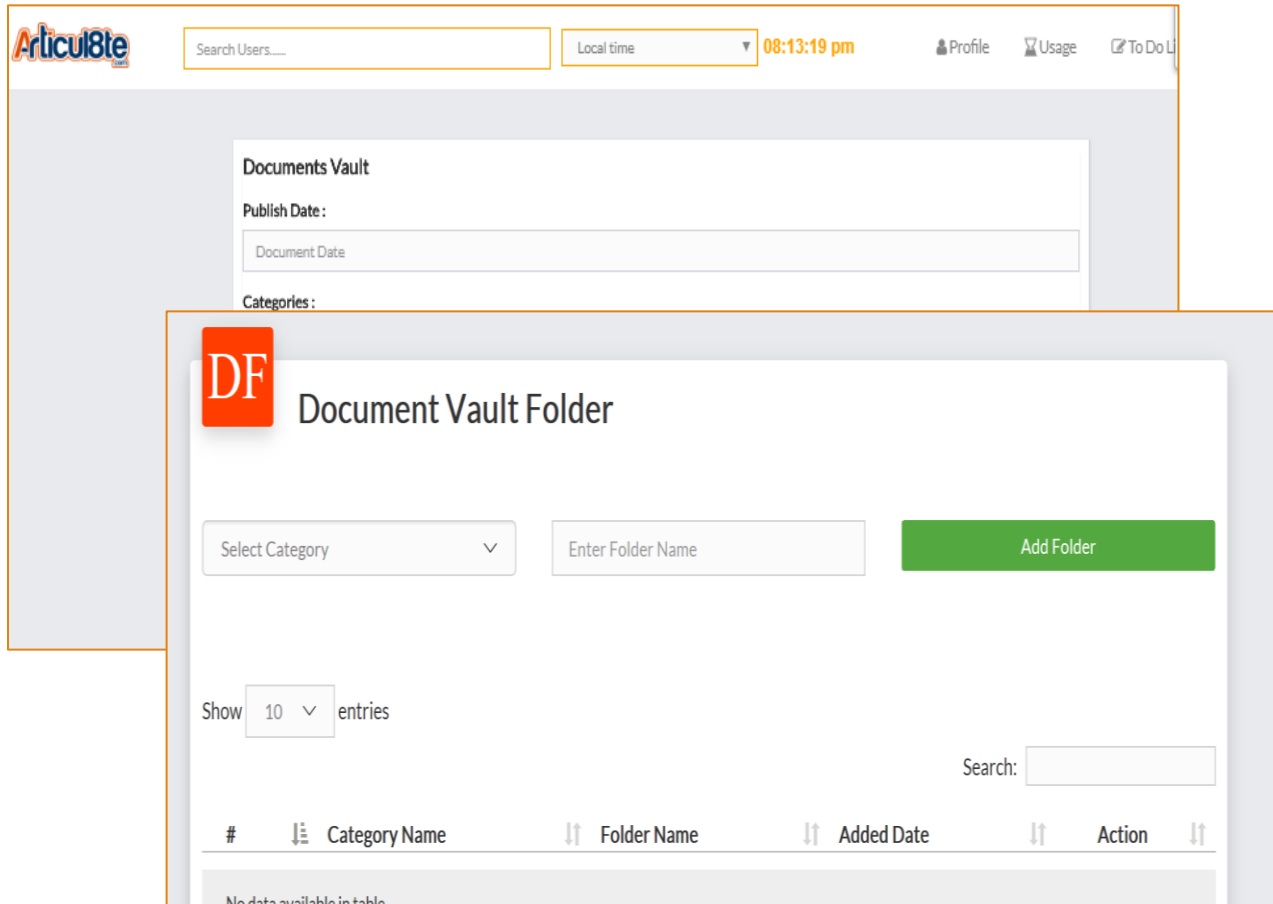 Articul8te
.com
Search Users......
Local time
08:13:19 pm
Profile
Usage
To Do Li
Documents Vault
Publish Date :
Document Date
Categories :
DF
Document Vault Folder
Select Category
Enter Folder Name
Add Folder
Show 10 entries
Search:
# Category Name Folder Name Added Date Action
No data available in table